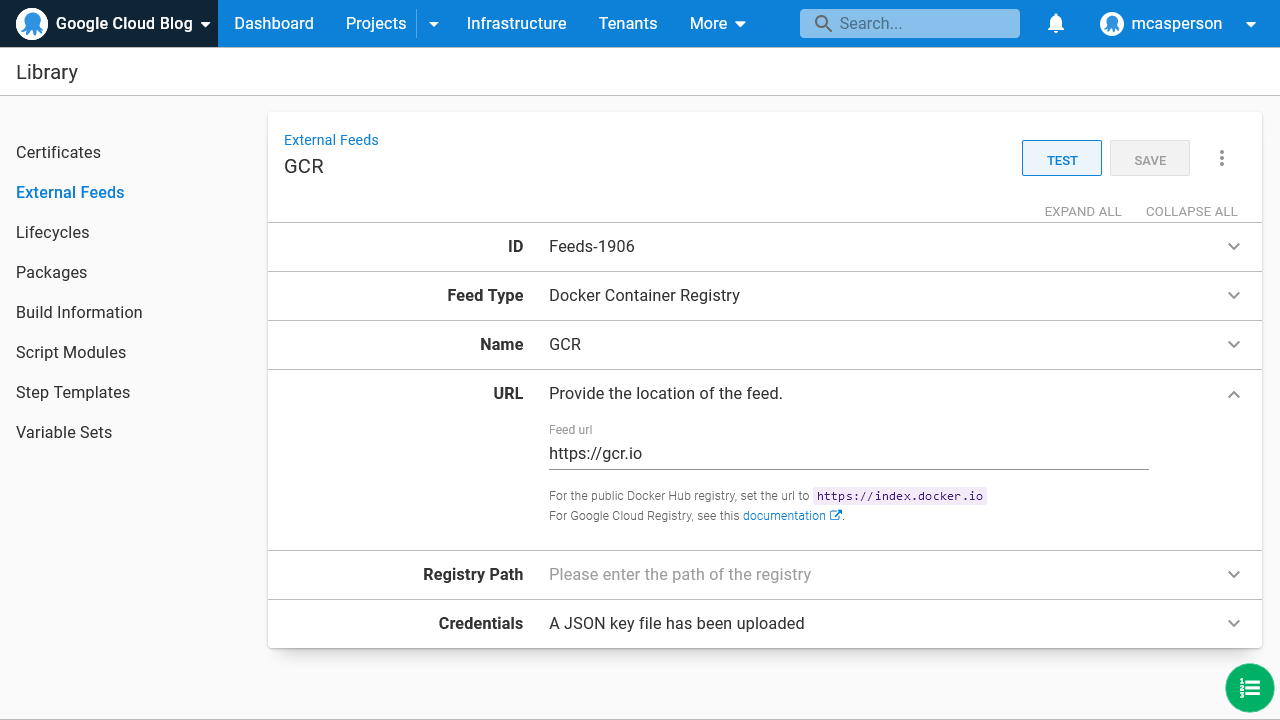 Google Cloud Blog Dashboard Projects Infrastructure Tenants More Search... mcasperson
Library
Certificates
External Feeds
Lifecycles
Packages
Build Information
Script Modules
Step Templates
Variable Sets
External Feeds
GCR
TEST SAVE
EXPAND ALL COLLAPSE ALL
ID Feeds-1906
Feed Type Docker Container Registry
Name GCR
URL Provide the location of the feed.
Feed url
https://gcr.io
For the public Docker Hub registry, set the url to https://index.docker.io
For Google Cloud Registry, see this documentation.
Registry Path Please enter the path of the registry
Credentials A JSON key file has been uploaded